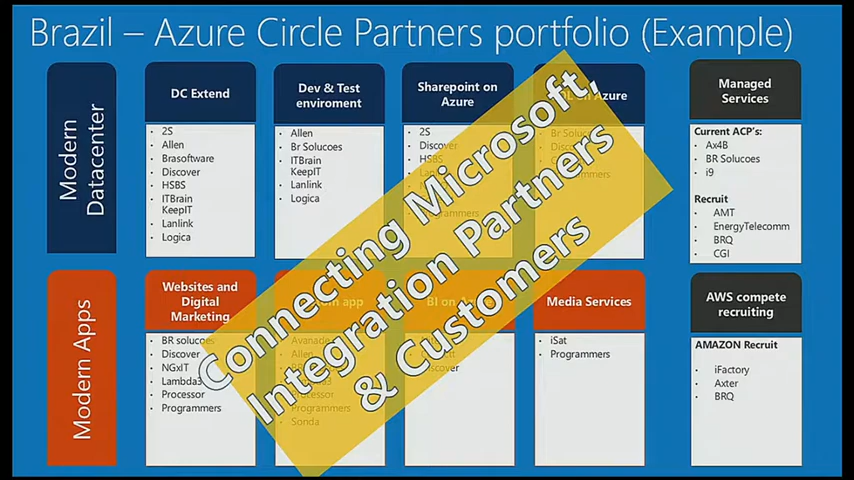 Brazil – Azure Circle Partners portfolio (Example)
Modern
Datacenter
DC Extend
• 2S
• Allen
• Brasoftware
• Discover
• HSBS
• ITBrain
KeepIT
• Lanlink
• Logica
Dev & Test
enviroment
• Allen
• Br Solucoes
• ITBrain
KeepIT
• Lanlink
• Logica
Sharepoint on
Azure
• 2S
• Discover
• HSBS
Programmers
on Azure
• Br Soluc
Managed
Services
Current ACP's:
• Ax4B
• BR Solucoes
• i9
Recruit
• AMT
• EnergyTelecomm
• BRQ
• CGI
Connecting Microsoft,
Integration Partners
& Customers
Modern Apps
Websites and
Digital
Marketing
• BR solucoes
• Discover
• NGxIT
• Lambda3
• Processor
• Programmers
app
• Avanade
• Allen
• Processor
• Programmers
• Sonda
BI on
Discover
Media Services
• iSat
• Programmers
AWS compete
recruiting
AMAZON Recruit
• iFactory
• Axter
• BRQ